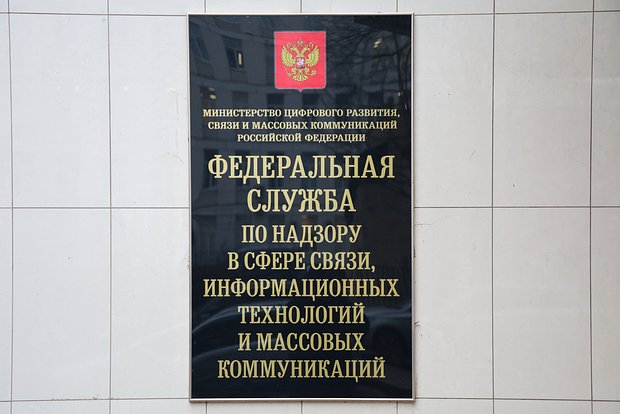 МИНИСТЕРСТВО ЦИФРОВОГО РАЗВИТИЯ,
СВЯЗИ И МАССОВЫХ КОММУНИКАЦИЙ
РОССИЙСКОЙ ФЕДЕРАЦИИ
ФЕДЕРАЛЬНАЯ
СЛУЖБА
ПО НАДЗОРУ
В СФЕРЕ СВЯЗИ,
ИНФОРМАЦИОННЫХ
ТЕХНОЛОГИЙ
И МАССОВЫХ
КОММУНИКАЦИЙ